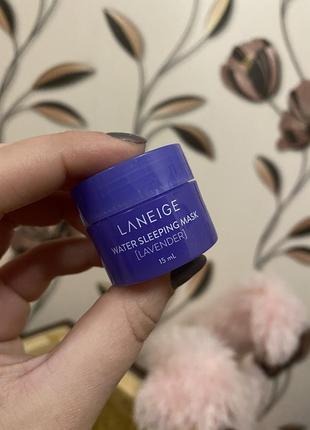 LANEIGE
WATER SLEEPING MASK
[LAVENDER]
15 mL